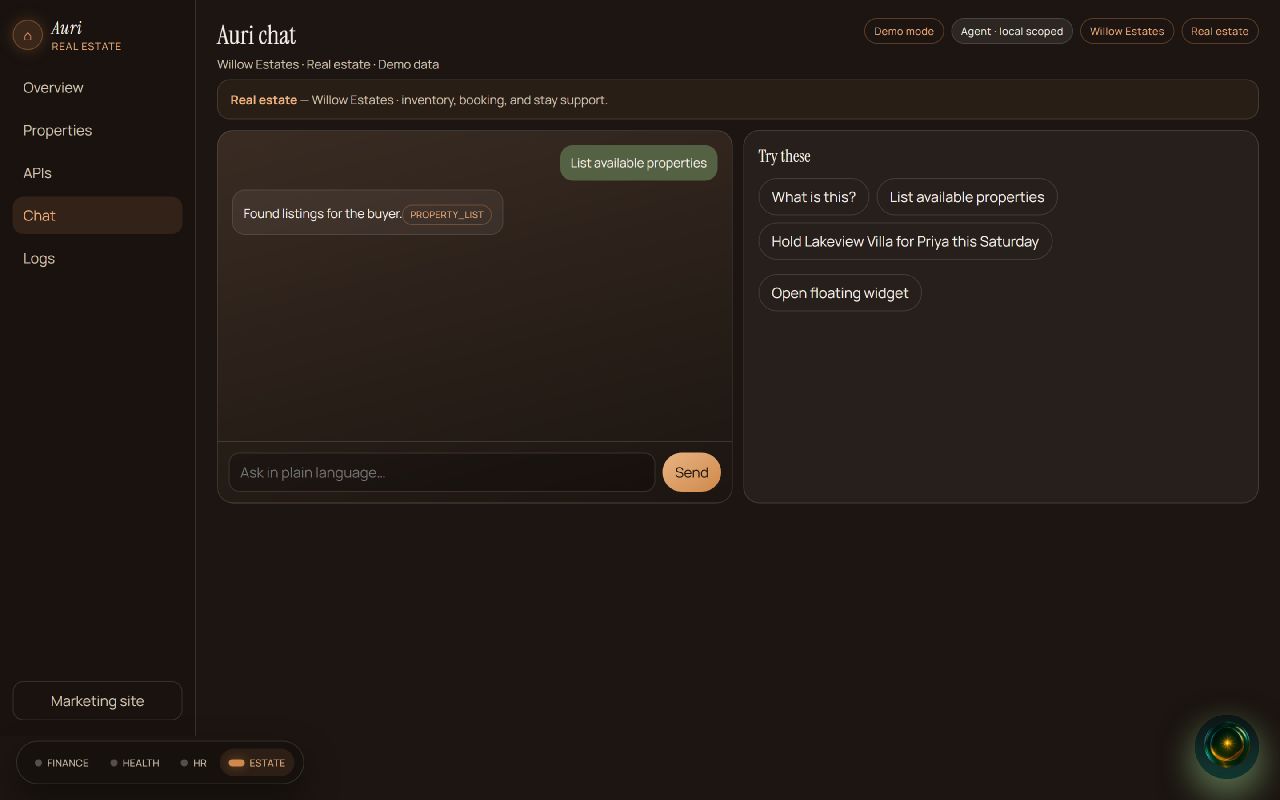 Auri
REAL ESTATE
Overview
Properties
APIs
Chat
Logs
Marketing site
FINANCE HEALTH HR ESTATE
Auri chat
Willow Estates · Real estate · Demo data
Demo mode Agent · local scoped Willow Estates Real estate
Real estate — Willow Estates · inventory, booking, and stay support.
List available properties
Found listings for the buyer. PROPERTY_LIST
Ask in plain language… Send
Try these
What is this? List available properties
Hold Lakeview Villa for Priya this Saturday
Open floating widget